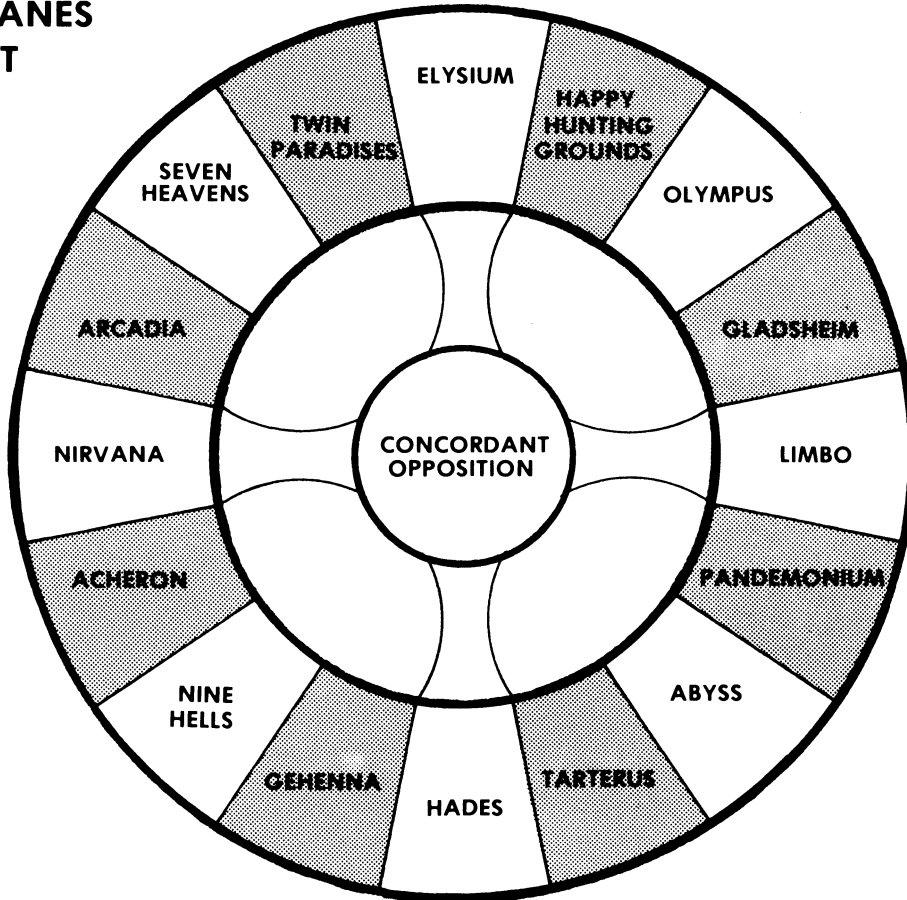 ANES
T
ELYSIUM
HAPPY
HUNTING
GROUNDS
TWIN
PARADISES
SEVEN
HEAVENS
OLYMPUS
ARCADIA
GLADSHEIM
NIRVANA
CONCORDANT
OPPOSITION
LIMBO
ACHERON
PANDEMONIUM
NINE
HELLS
ABYSS
GEHENNA
TARTERUS
HADES